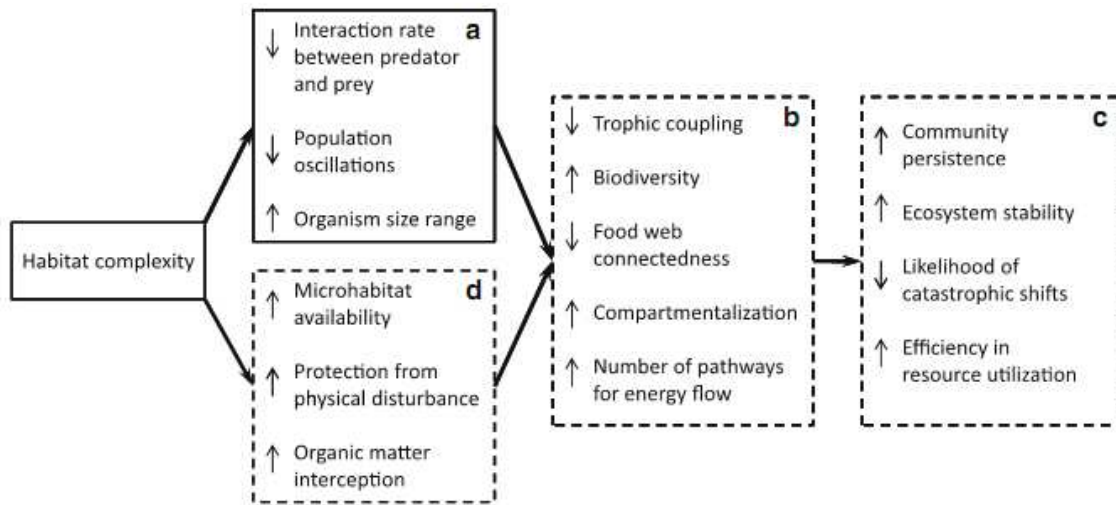 Habitat complexity
a
↓ Interaction rate
between predator
and prey
↓ Population
oscillations
↑ Organism size range
d
↑ Microhabitat
availability
↑ Protection from
physical disturbance
↑ Organic matter
interception
b
↓ Trophic coupling
↑ Biodiversity
↓ Food web
connectedness
↑ Compartmentalization
↑ Number of pathways
for energy flow
c
↑ Community
persistence
↑ Ecosystem stability
↓ Likelihood of
catastrophic shifts
↑ Efficiency in
resource utilization